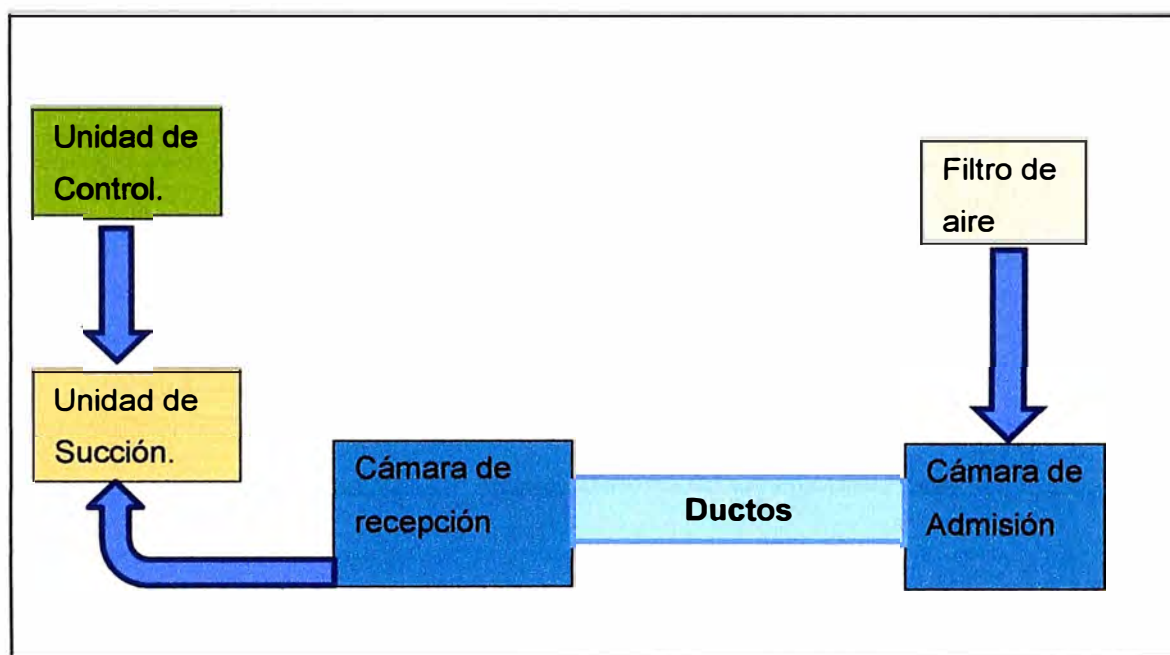 Unidad de
Control.
Filtro de
aire
Unidad de
Succión.
Cámara de
recepción
Ductos
Cámara de
Admisión